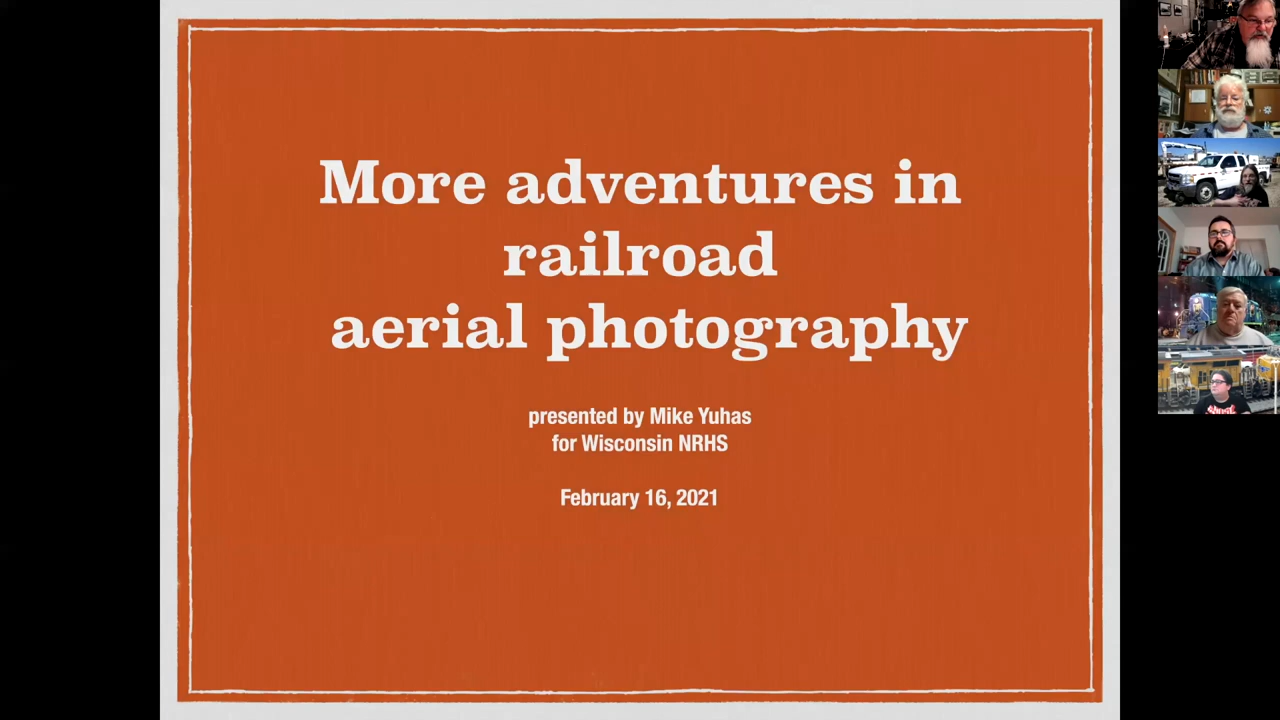 More adventures in
railroad
aerial photography
presented by Mike Yuhas
for Wisconsin NRHS
February 16, 2021